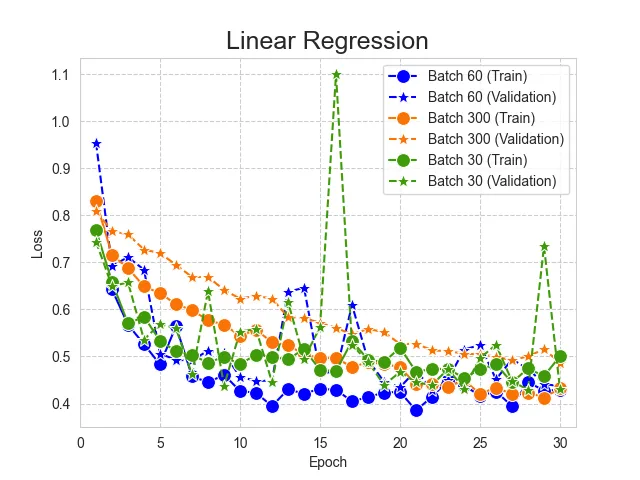 Linear Regression
Loss
1.1
1.0
0.9
0.8
0.7
0.6
0.5
0.4
Batch 60 (Train)
Batch 60 (Validation)
Batch 300 (Train)
Batch 300 (Validation)
Batch 30 (Train)
Batch 30 (Validation)
0 5 10 15 20 25 30
Epoch